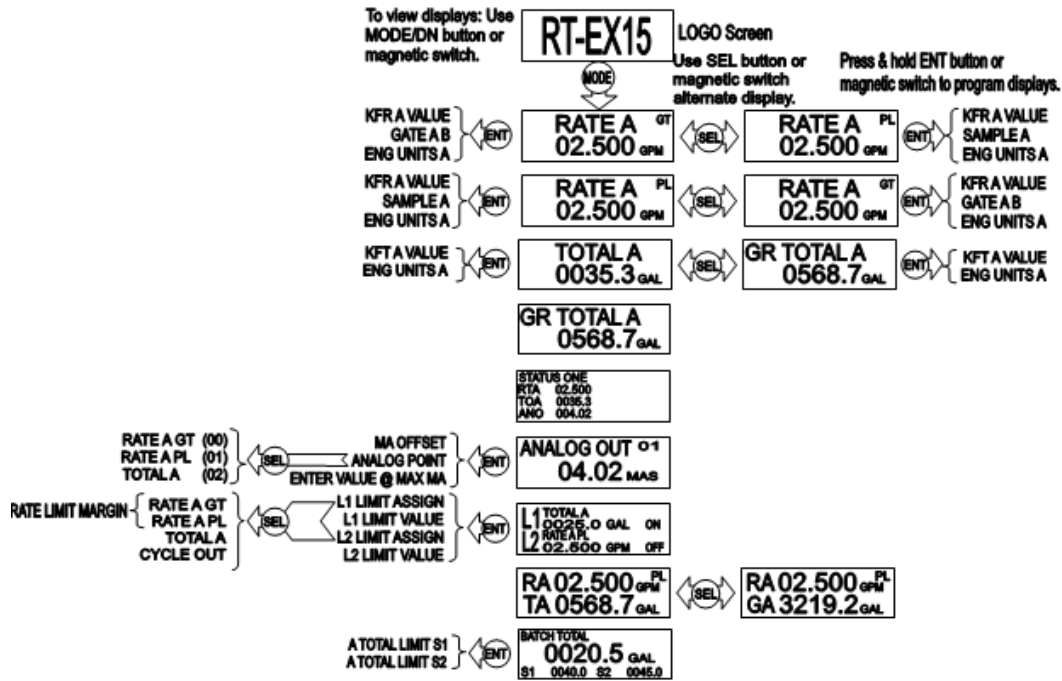 To view displays: Use
MODE/DN button or
magnetic switch.
RT-EX15
LOGO Screen
MODE
Use SEL button or
magnetic switch
alternate display.
Press & hold ENT button or
magnetic switch to program displays.
KFR A VALUE
GATE A B
ENG UNITS A
ENT
RATE A GT
02.500 GPM
SEL
RATE A PL
02.500 GPM
ENT
KFR A VALUE
SAMPLE A
ENG UNITS A
KFR A VALUE
SAMPLE A
ENG UNITS A
ENT
RATE A PL
02.500 GPM
SEL
RATE A GT
02.500 GPM
ENT
KFR A VALUE
GATE A B
ENG UNITS A
KFT A VALUE
ENG UNITS A
ENT
TOTAL A
0035.3 GAL
SEL
GR TOTAL A
0568.7 GAL
ENT
KFT A VALUE
ENG UNITS A
GR TOTAL A
0568.7 GAL
STATUS ONE
RTA 02.500
TOA 0035.3
ANO 004.02
RATE A GT (00)
RATE A PL (01)
TOTAL A (02)
SEL
MA OFFSET
ANALOG POINT
ENTER VALUE @ MAX MA
ENT
ANALOG OUT 01
04.02 MAS
RATE LIMIT MARGIN
RATE A GT
RATE A PL
TOTAL A
CYCLE OUT
SEL
L1 LIMIT ASSIGN
L1 LIMIT VALUE
L2 LIMIT ASSIGN
L2 LIMIT VALUE
ENT
L1 TOTAL A
0025.0 GAL ON
L2 RATE A PL
02.500 GPM OFF
RA 02.500 GPM PL
TA 0568.7 GAL
SEL
RA 02.500 GPM PL
GA 3219.2 GAL
A TOTAL LIMIT S1
A TOTAL LIMIT S2
ENT
BATCH TOTAL
0020.5 GAL
S1 0040.0 S2 0045.0